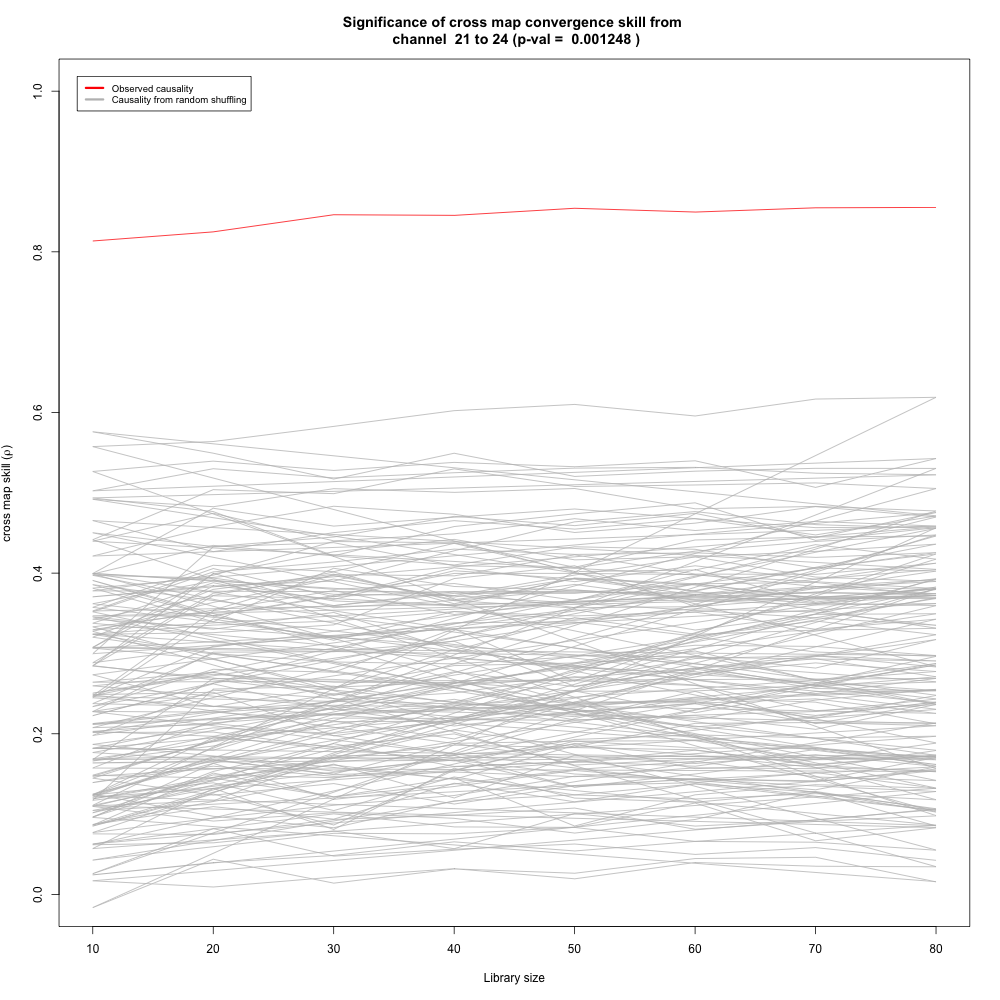 Significance of cross map convergence skill from
channel  21 to 24 (p-val =  0.001248 )
Observed causality
Causality from random shuffling
cross map skill (ρ)
1.0
0.8
0.6
0.4
0.2
0.0
10 20 30 40 50 60 70 80
Library size